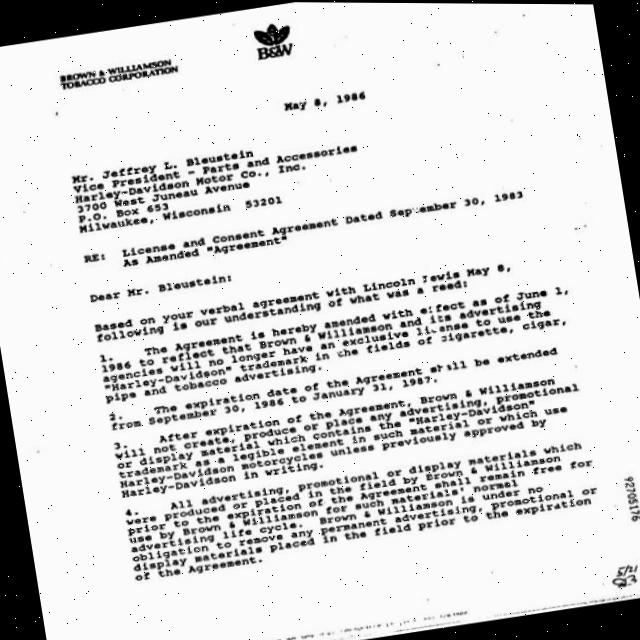 BROWN & WILLIAMSON
TOBACCO CORPORATION
B&W
May 8, 1986
Mr. Jeffrey L. Bleustein
Vice President - Parts and Accessories
Harley-Davidson Motor Co., Inc.
3700 West Juneau Avenue
P.O. Box 653
Milwaukee, Wisconsin 53201
RE: License and Consent Agreement Dated September 30, 1983
As Amended "Agreement"
Dear Mr. Bleustein:
Based on your verbal agreement with Lincoln Lewis May 8,
following is our understanding of what was agreed:
1. The Agreement is hereby amended with effect as of June 1,
1986 to reflect that Brown & Williamson and its advertising
agencies will no longer have an exclusive license to use the
"Harley-Davidson" trademark in the fields of cigarette, cigar,
pipe and tobacco advertising.
2. The expiration date of the Agreement shall be extended
from September 30, 1986 to January 31, 1987.
3. After expiration of the Agreement, Brown & Williamson
will not create, produce or place any advertising, promotional
or display material which contains the "Harley-Davidson"
trademark as a legible element in such material or which use
Harley-Davidson motorcycles unless previously approved by
Harley-Davidson in writing.
4. All advertising, promotional or display materials which
were produced or placed in the field by Brown & Williamson
prior to the expiration of the Agreement shall remain free for
use by Brown & Williamson for such materials' normal
advertising life cycle. Brown & Williamson is under no
obligation to remove any permanent advertising, promotional or
display materials placed in the field prior to the expiration
of the Agreement.
5/21